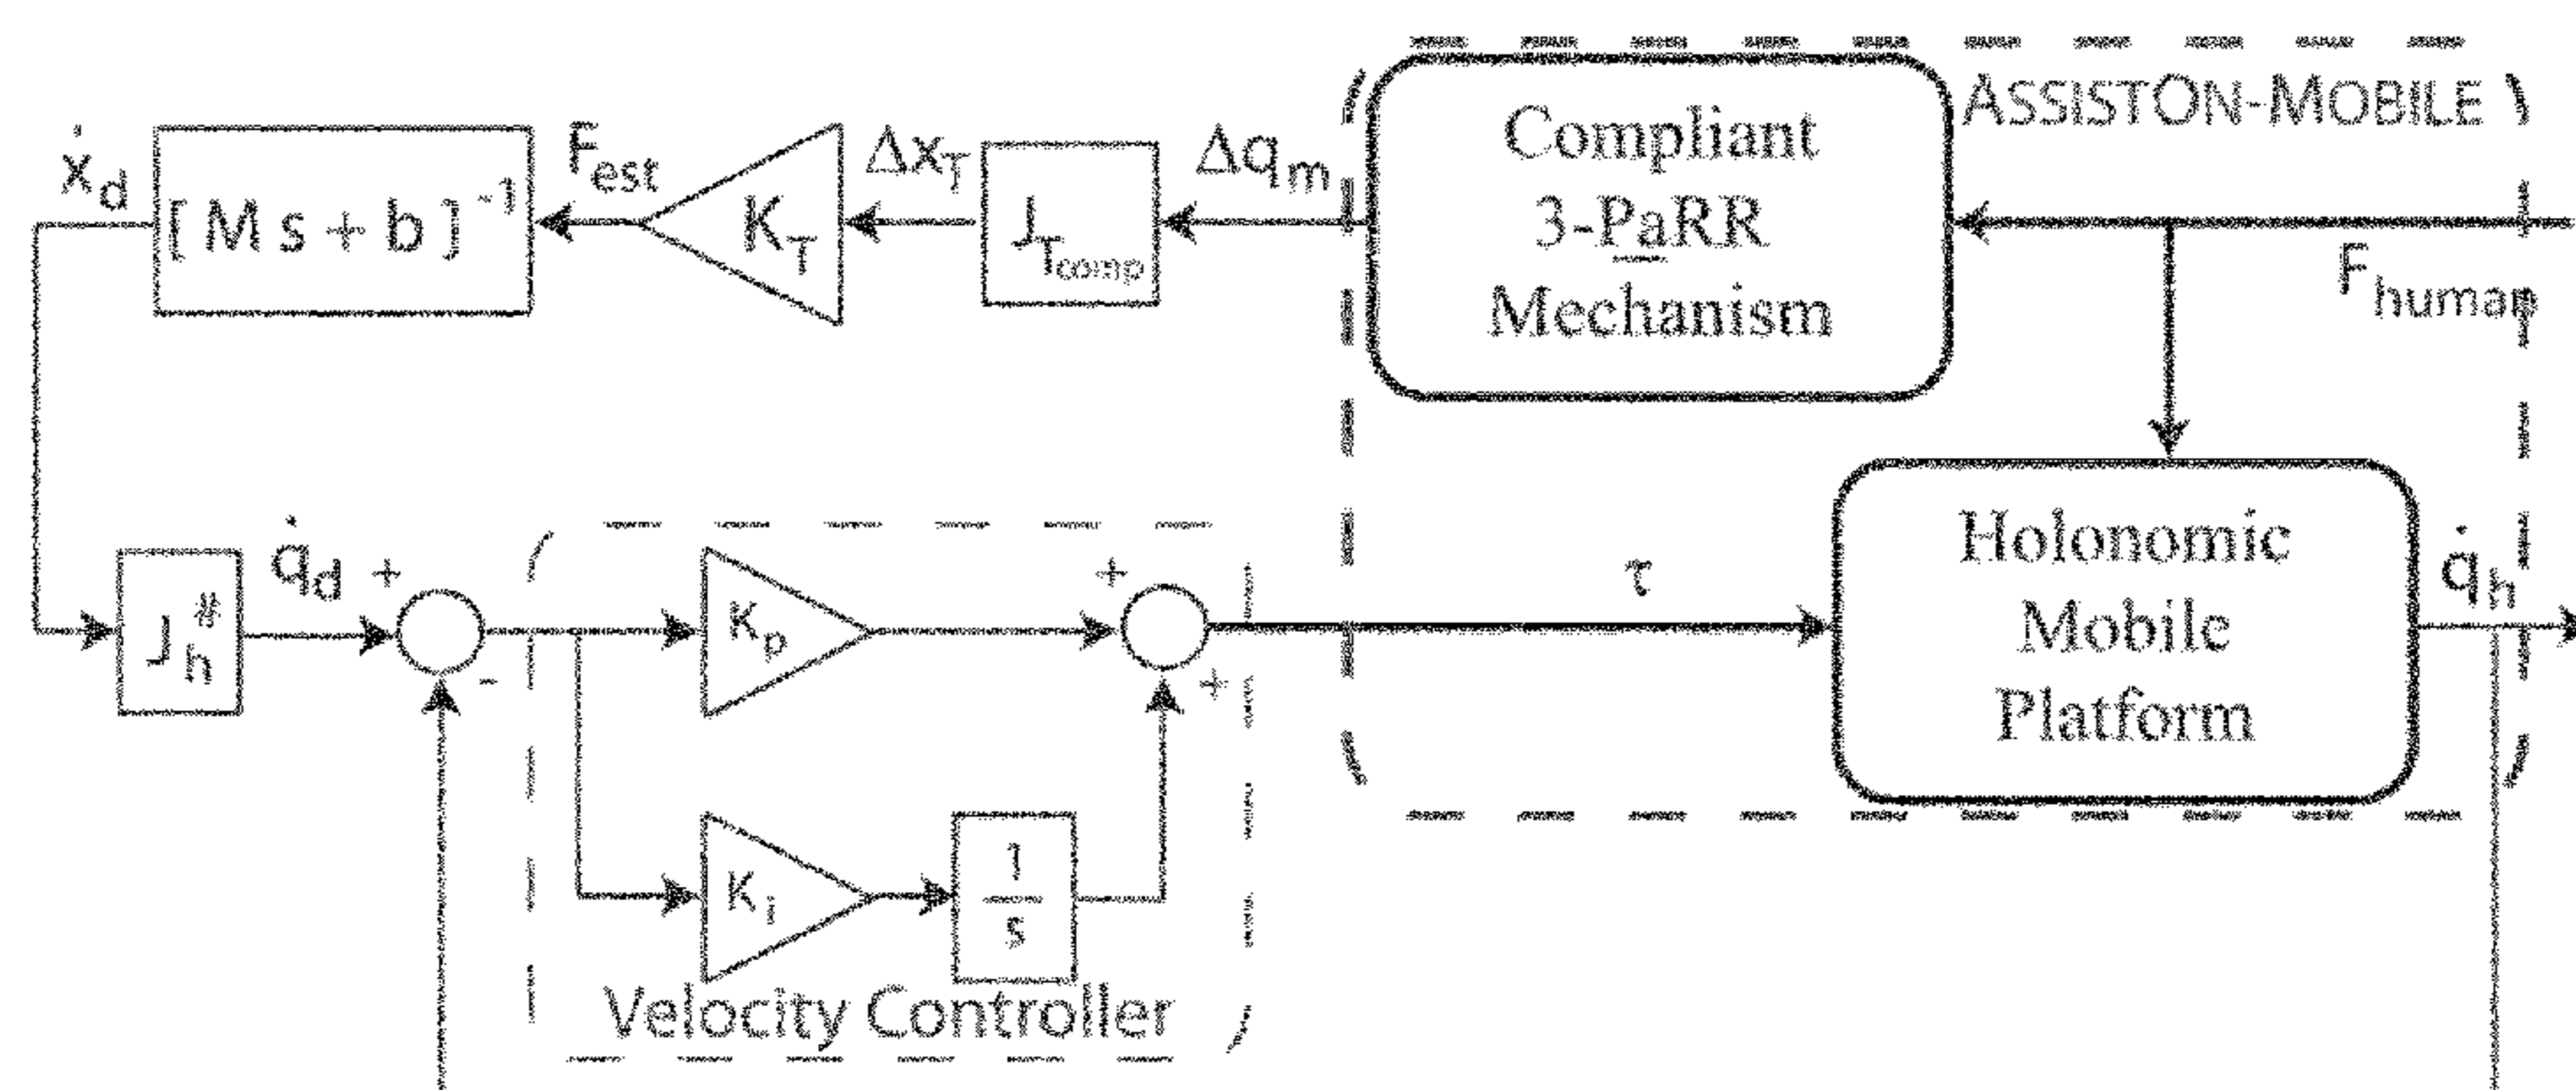 ASSISTON-MOBILE
Compliant
3-PaRR
Mechanism
ẋd
[ M s + b ]⁻¹
Fest
KT
ΔxT
JTcomp
Δqm
Fhuman
Jh#
q̇d
+
-
Kp
+
+
τ
Holonomic
Mobile
Platform
q̇h
Ki
1
s
Velocity Controller